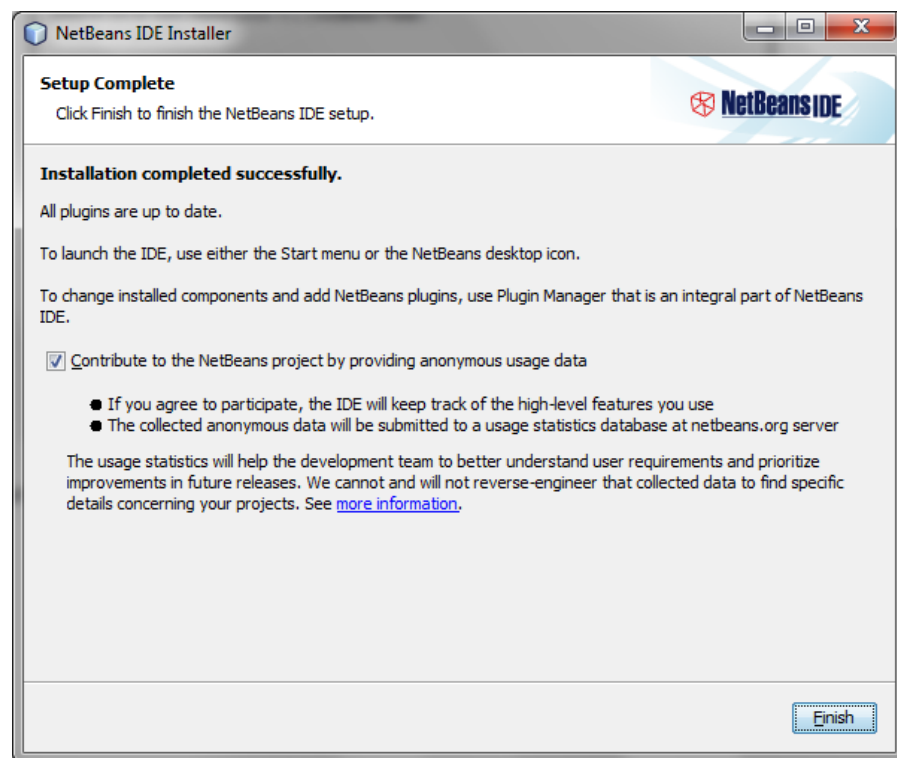 NetBeans IDE Installer
Setup Complete
Click Finish to finish the NetBeans IDE setup.
NetBeans IDE
Installation completed successfully.
All plugins are up to date.
To launch the IDE, use either the Start menu or the NetBeans desktop icon.
To change installed components and add NetBeans plugins, use Plugin Manager that is an integral part of NetBeans
IDE.
Contribute to the NetBeans project by providing anonymous usage data
● If you agree to participate, the IDE will keep track of the high-level features you use
● The collected anonymous data will be submitted to a usage statistics database at netbeans.org server
The usage statistics will help the development team to better understand user requirements and prioritize
improvements in future releases. We cannot and will not reverse-engineer that collected data to find specific
details concerning your projects. See more information.
Finish